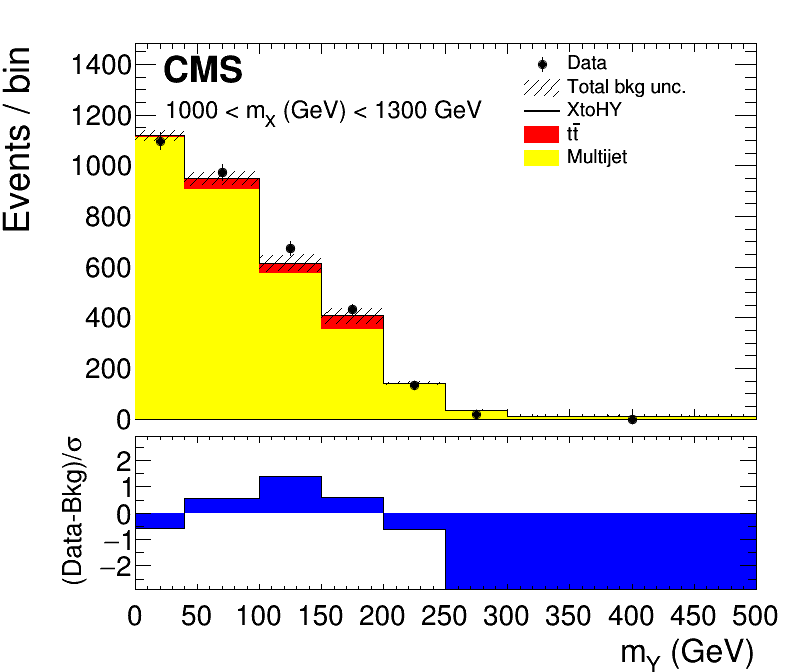 Events / bin
1400
1200
1000
800
600
400
200
0
CMS
1000 < m_X (GeV) < 1300 GeV
Data
Total bkg unc.
XtoHY
tt̄
Multijet
(Data-Bkg)/σ
2
1
0
−1
−2
0 50 100 150 200 250 300 350 400 450 500
m_Y (GeV)